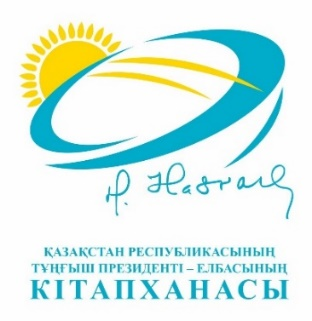 ҚАЗАҚСТАН РЕСПУБЛИКАСЫНЫҢ
ТҰҢҒЫШ ПРЕЗИДЕНТІ – ЕЛБАСЫНЫҢ
КІТАПХАНАСЫ